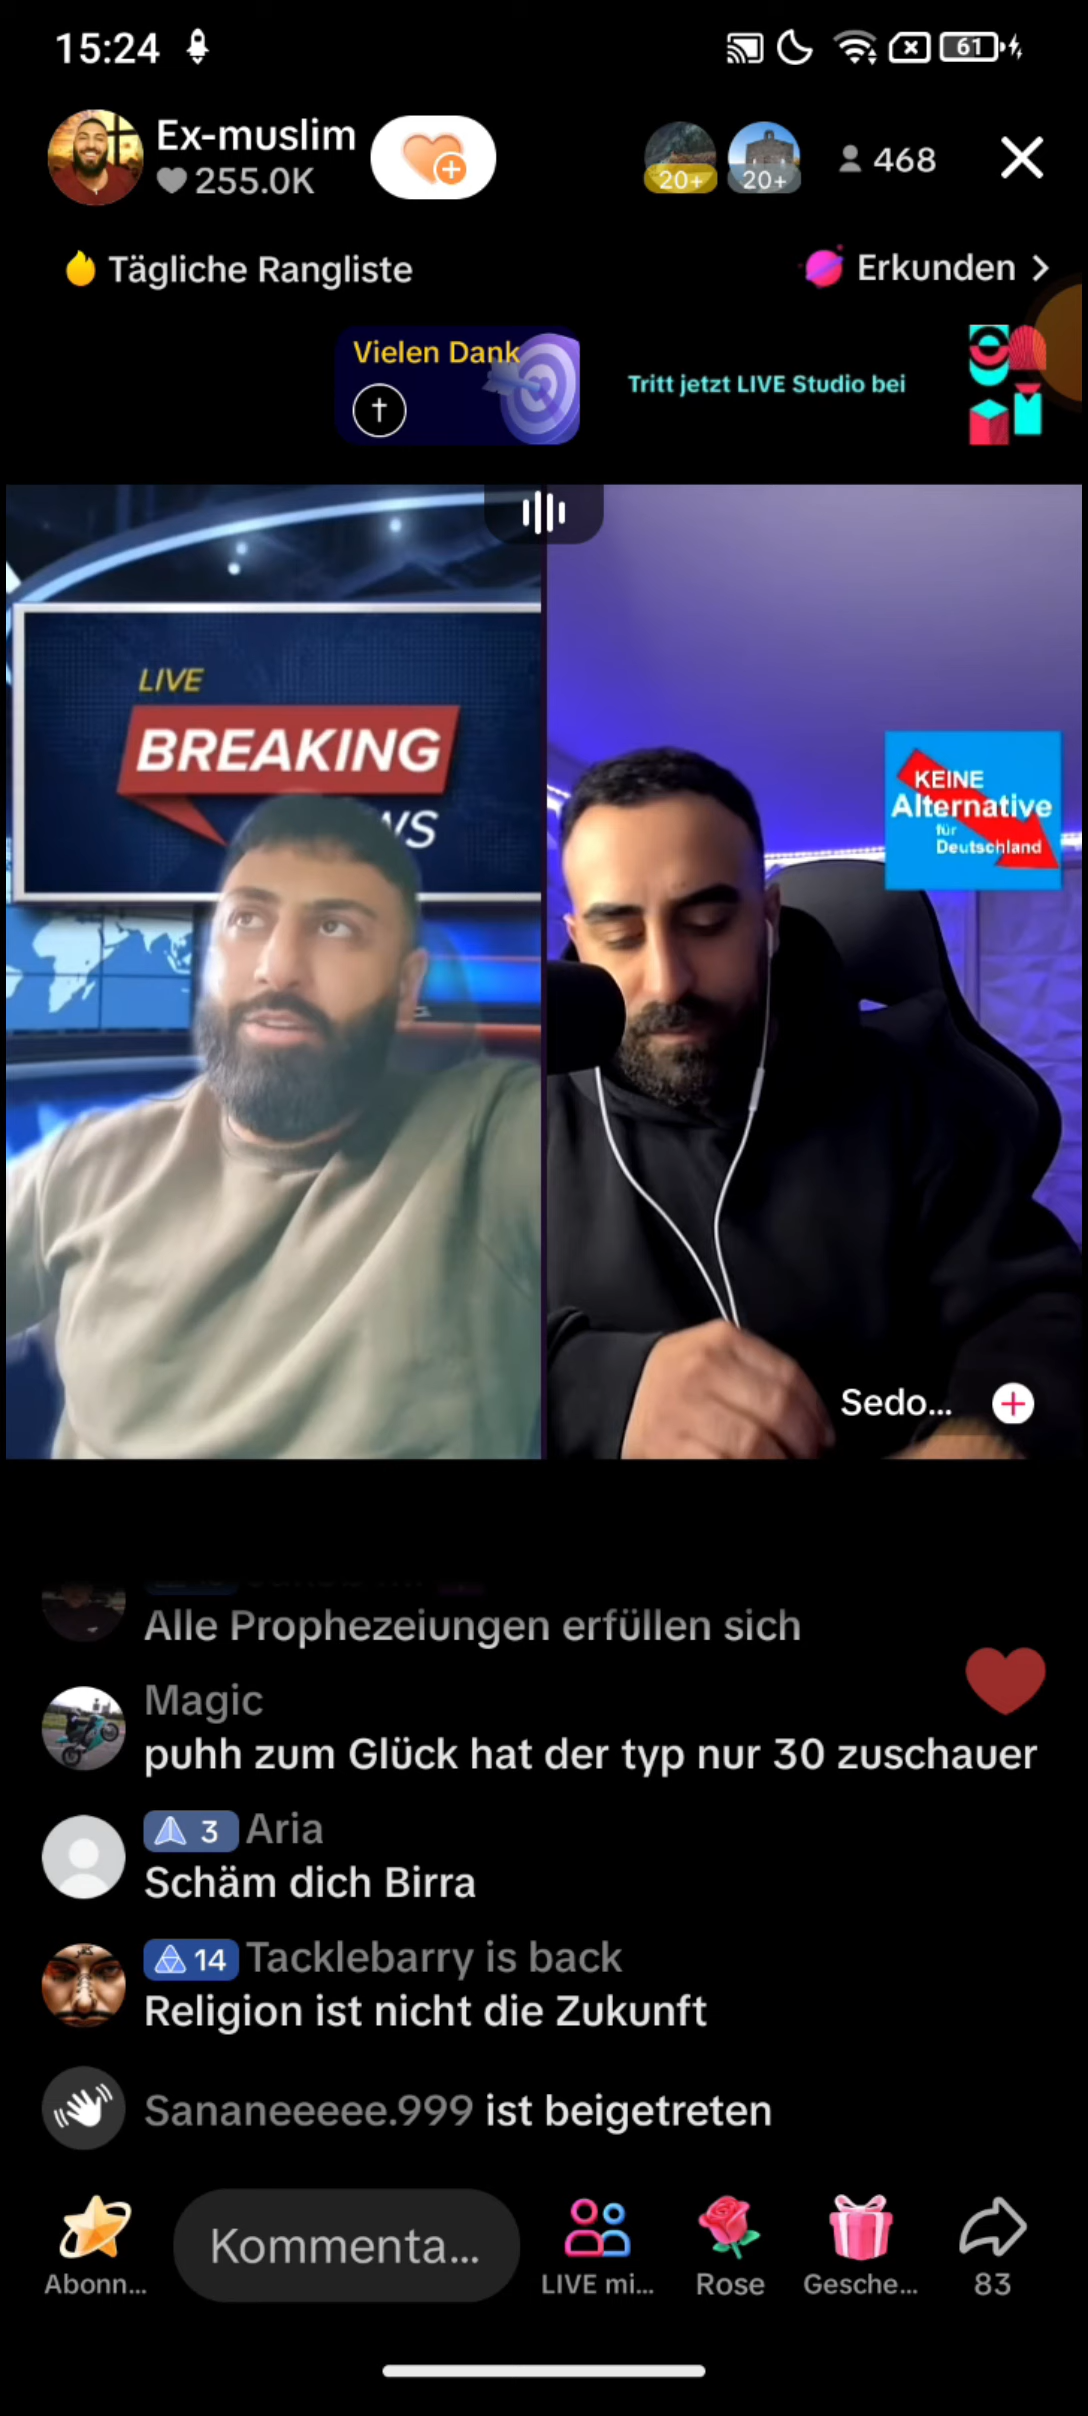 15:24
61
Ex-muslim
255.0K
20+
20+
468
Tägliche Rangliste
Erkunden
Vielen Dank
Tritt jetzt LIVE Studio bei
LIVE
BREAKING
WS
KEINE
Alternative
für
Deutschland
Sedo...
Alle Prophezeiungen erfüllen sich
Magic
puhh zum Glück hat der typ nur 30 zuschauer
3 Aria
Schäm dich Birra
14 Tacklebarry is back
Religion ist nicht die Zukunft
Sananeeeee.999 ist beigetreten
Kommenta...
Abonn...
LIVE mi...
Rose
Gesche...
83